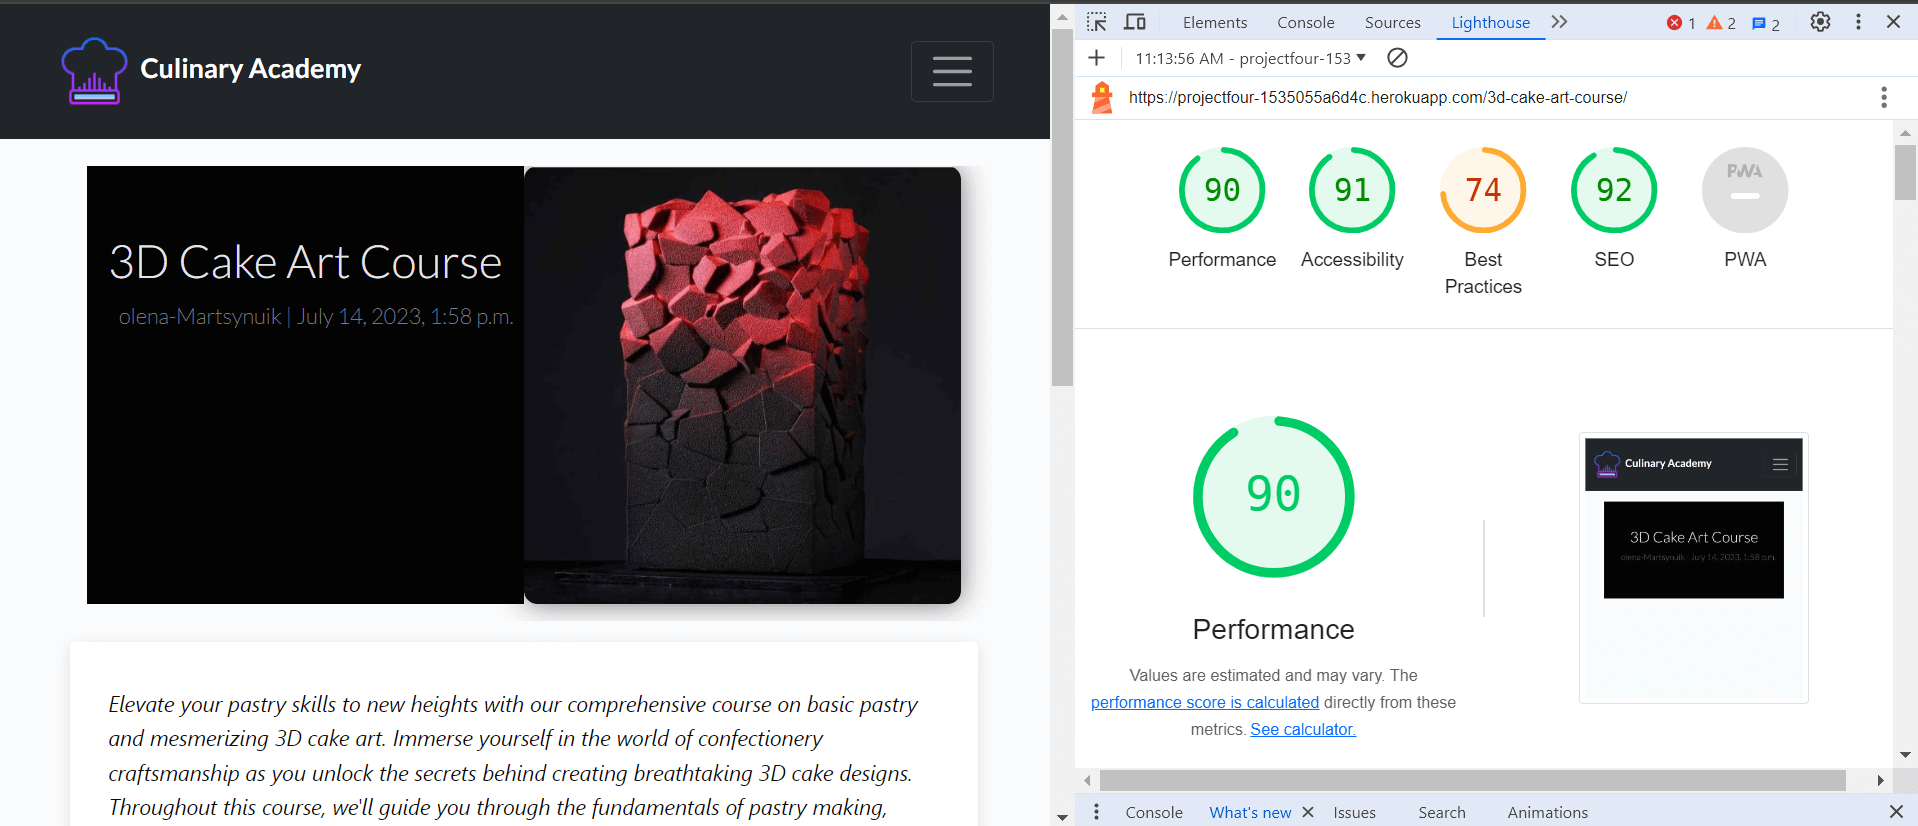 Culinary Academy
3D Cake Art Course
olena-Martsynuik | July 14, 2023, 1:58 p.m.
Elevate your pastry skills to new heights with our comprehensive course on basic pastry
and mesmerizing 3D cake art. Immerse yourself in the world of confectionery
craftsmanship as you unlock the secrets behind creating breathtaking 3D cake designs.
Throughout this course, we'll guide you through the fundamentals of pastry making,
Elements Console Sources Lighthouse 1 2 2
11:13:56 AM - projectfour-153
https://projectfour-1535055a6d4c.herokuapp.com/3d-cake-art-course/
90 91 74 92 PWA
Performance Accessibility Best Practices SEO PWA
90
Performance
Values are estimated and may vary. The
performance score is calculated directly from these
metrics. See calculator.
Culinary Academy
3D Cake Art Course
olena-Martsynuik | July 14, 2023, 1:58 p.m.
Console What's new Issues Search Animations